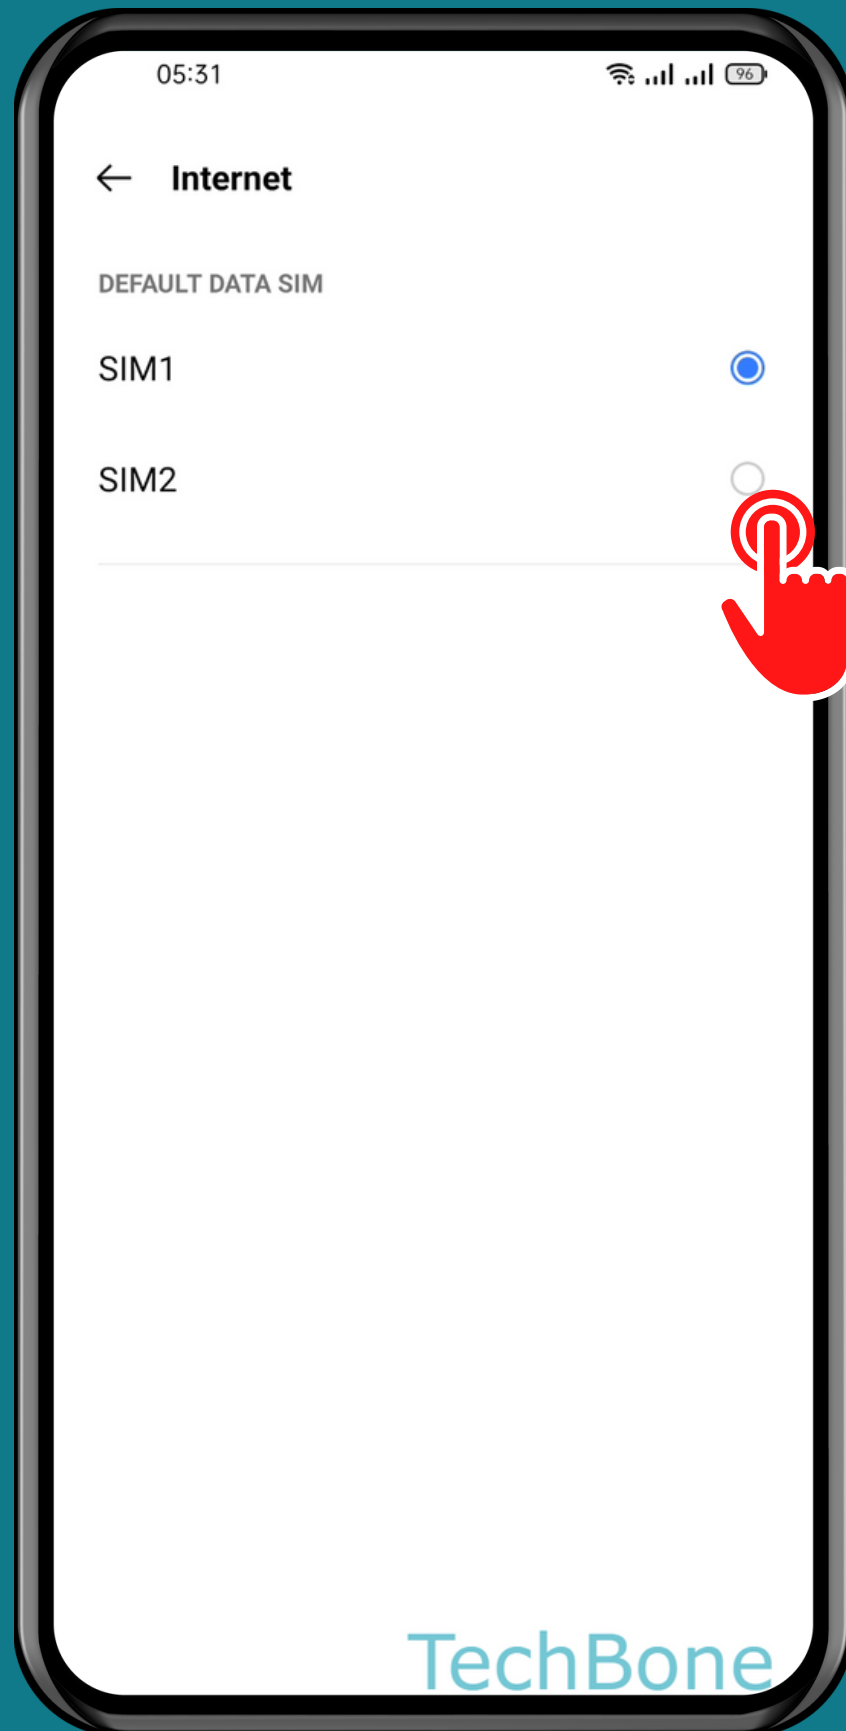 05:31
96
Internet
DEFAULT DATA SIM
SIM1
SIM2
TechBone